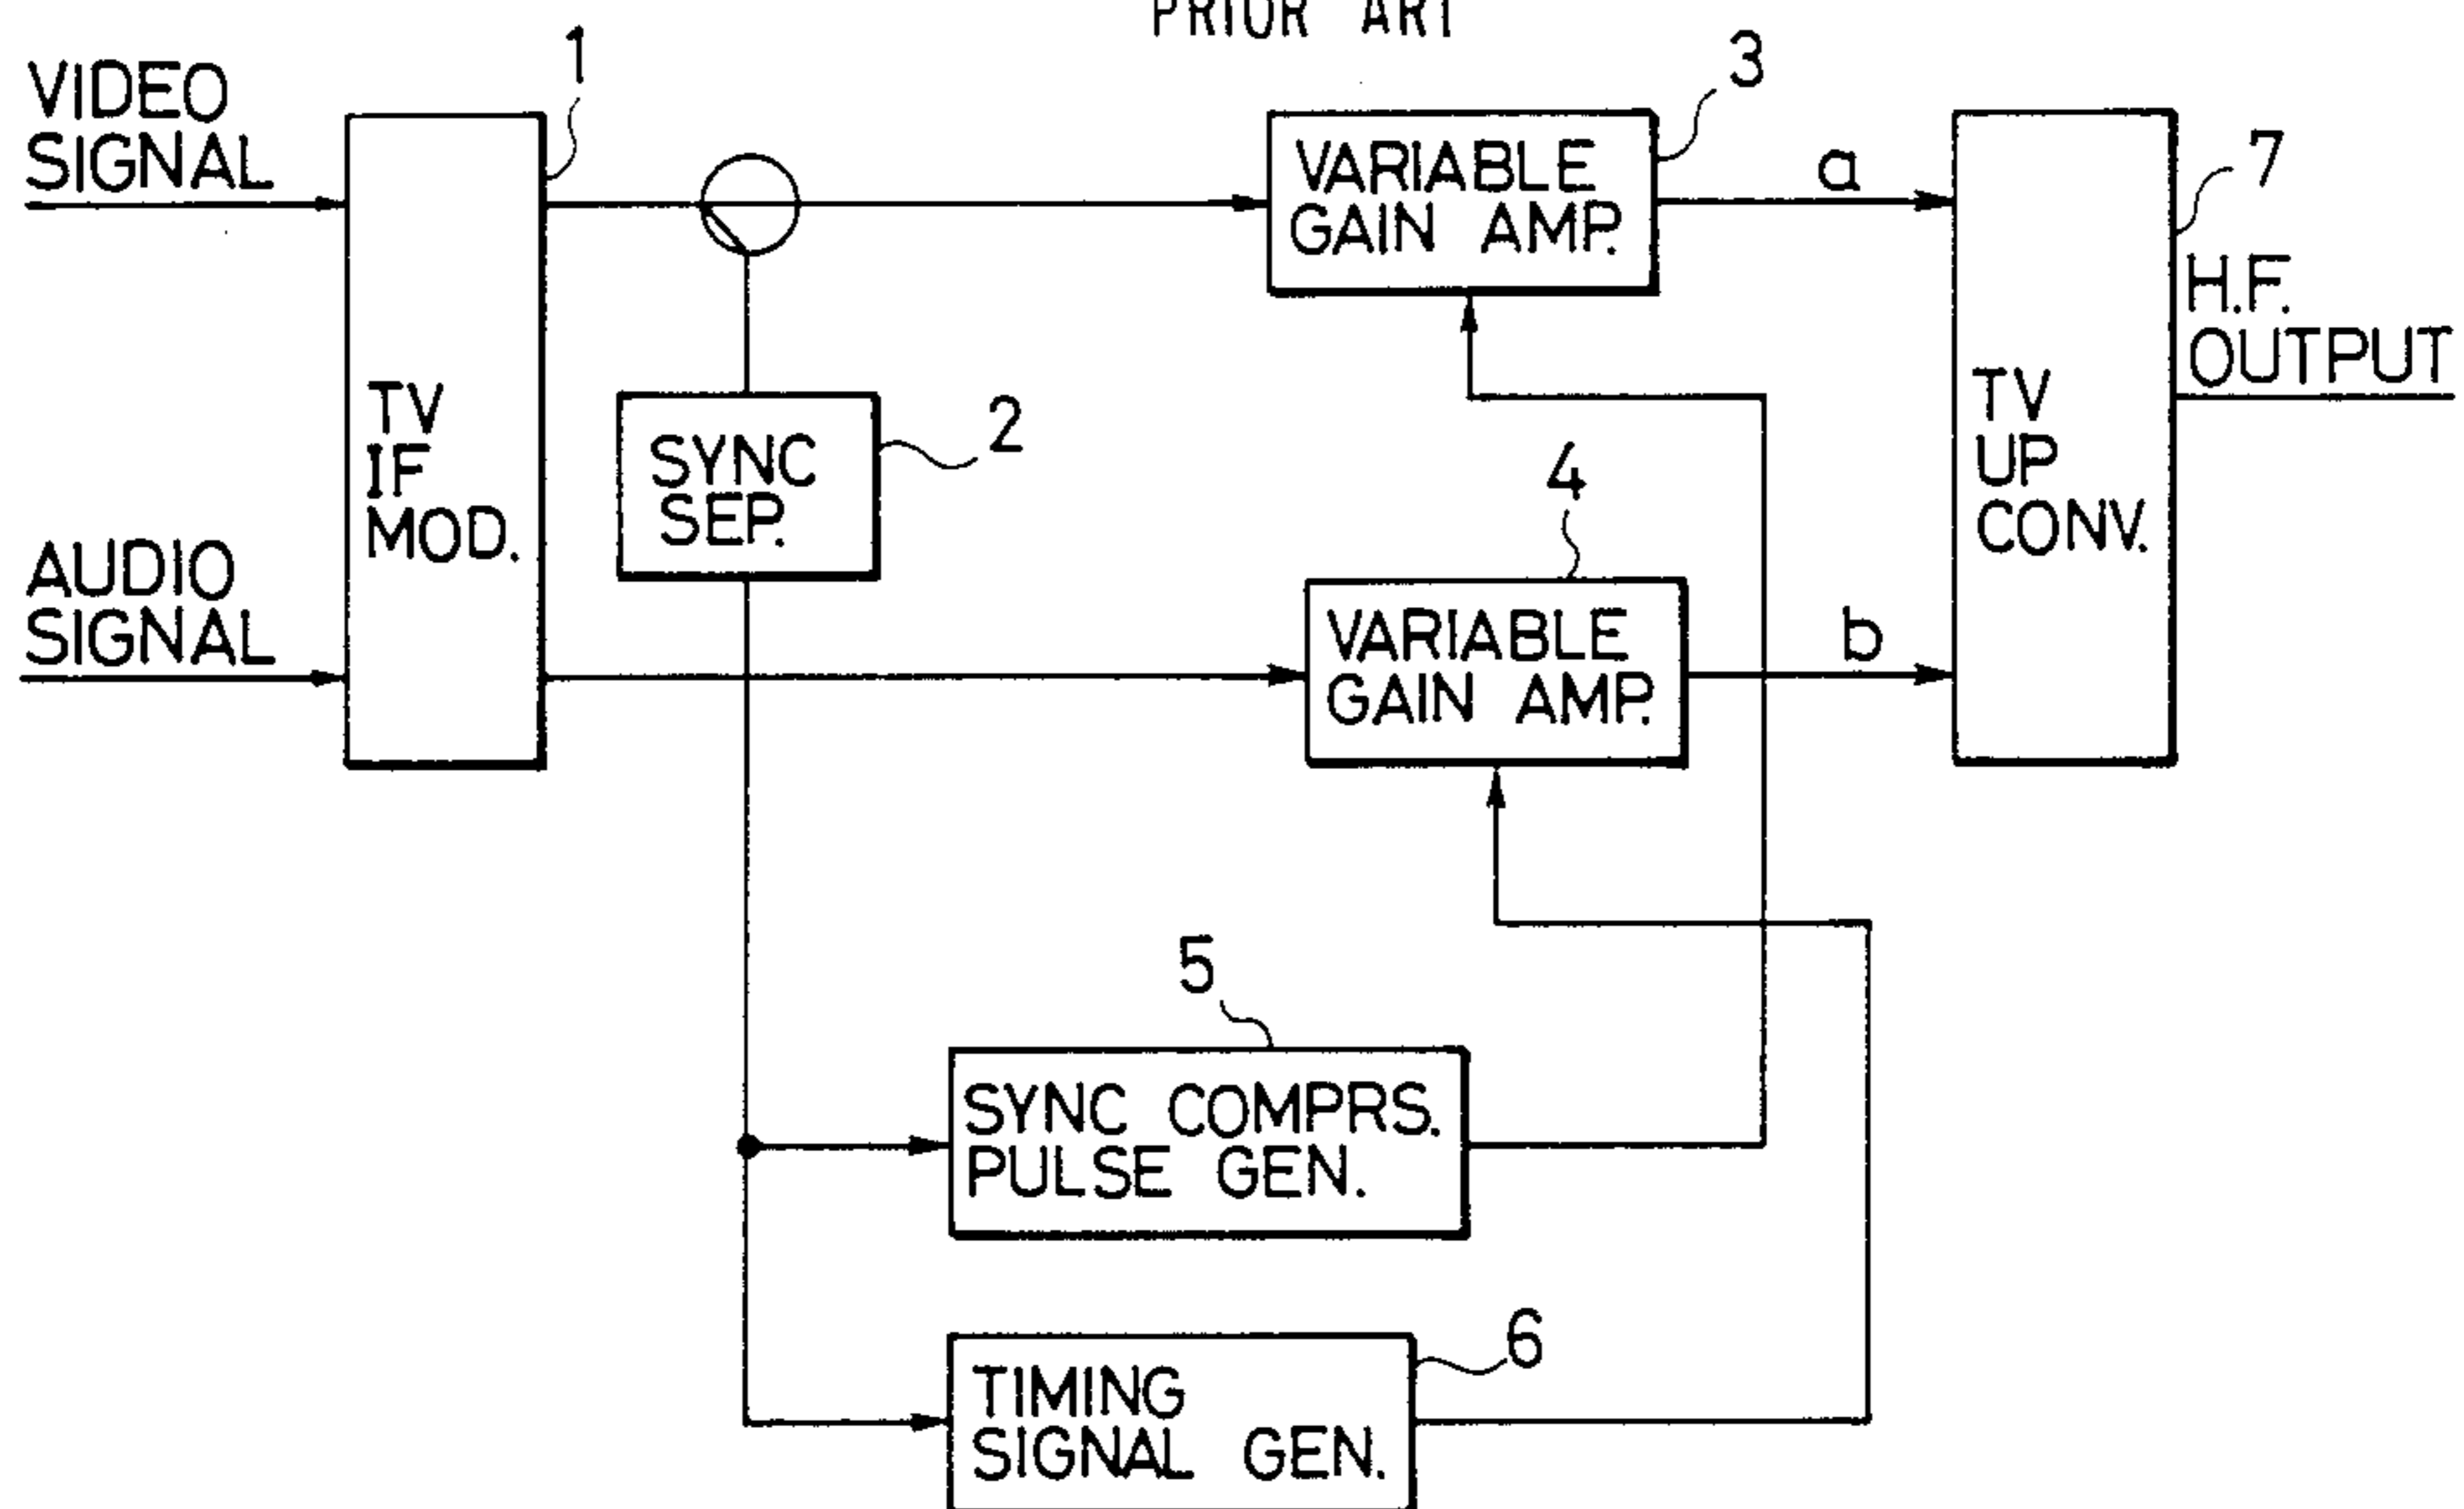 PRIOR ART
1
3
VIDEO
SIGNAL
VARIABLE
GAIN AMP.
a
7
H.F.
OUTPUT
TV
IF
MOD.
SYNC
SEP.
2
4
TV
UP
CONV.
AUDIO
SIGNAL
VARIABLE
GAIN AMP.
b
5
SYNC COMPRS.
PULSE GEN.
6
TIMING
SIGNAL GEN.